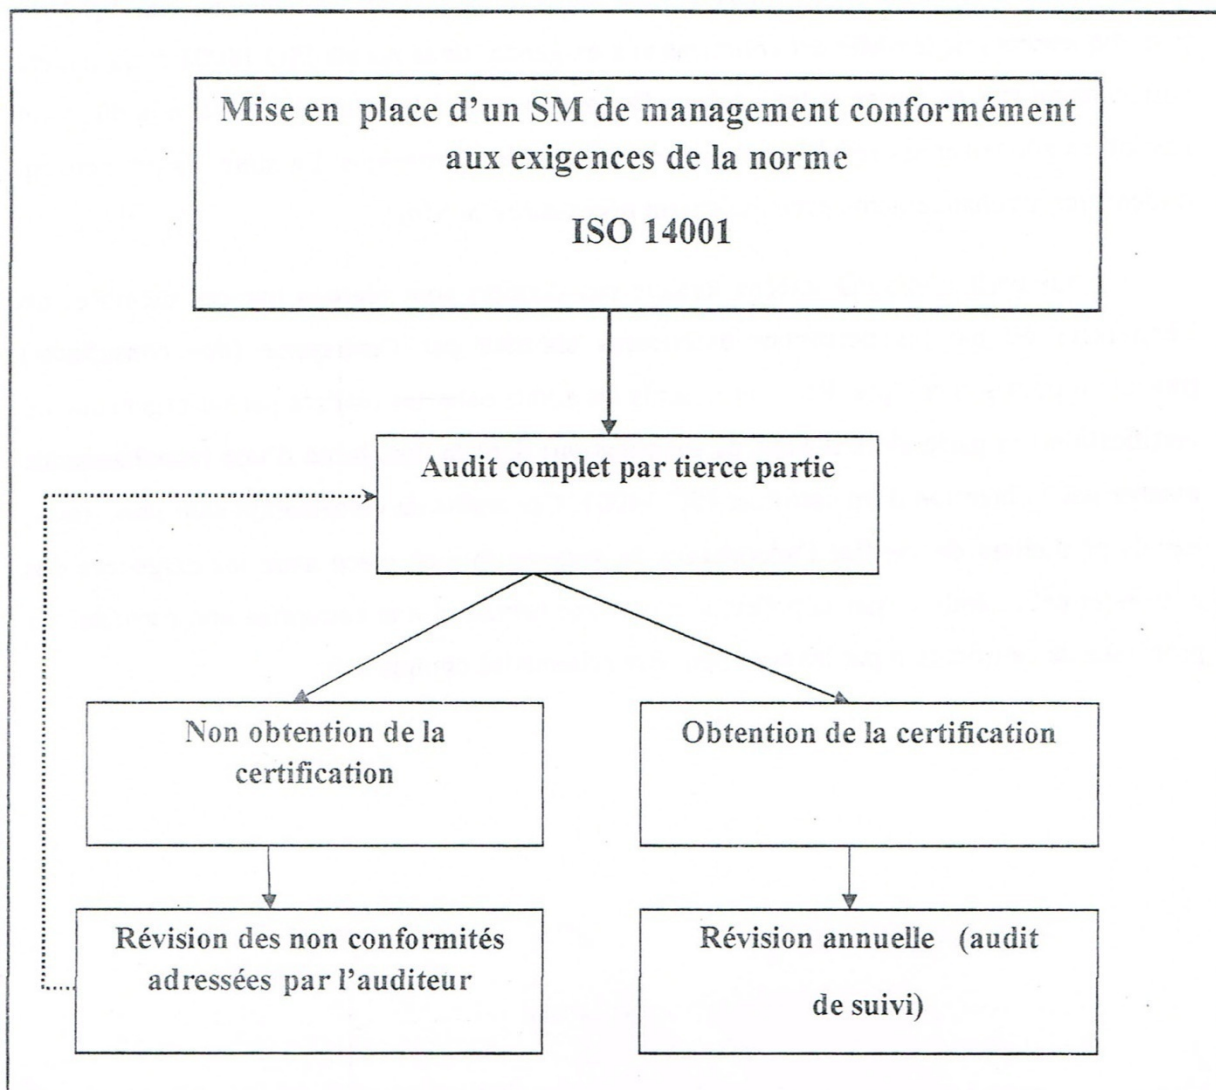 Mise en place d'un SM de management conformément
aux exigences de la norme
ISO 14001
Audit complet par tierce partie
Non obtention de la
certification
Obtention de la certification
Révision des non conformités
adressées par l'auditeur
Révision annuelle (audit
de suivi)